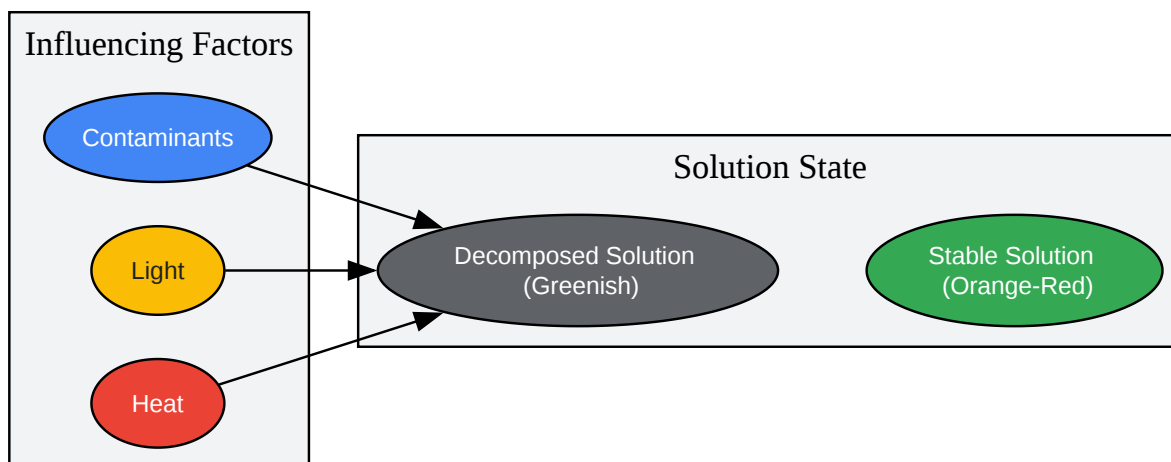 Influencing Factors
Contaminants
Light
Heat
Solution State
Decomposed Solution
(Greenish)
Stable Solution
(Orange-Red)